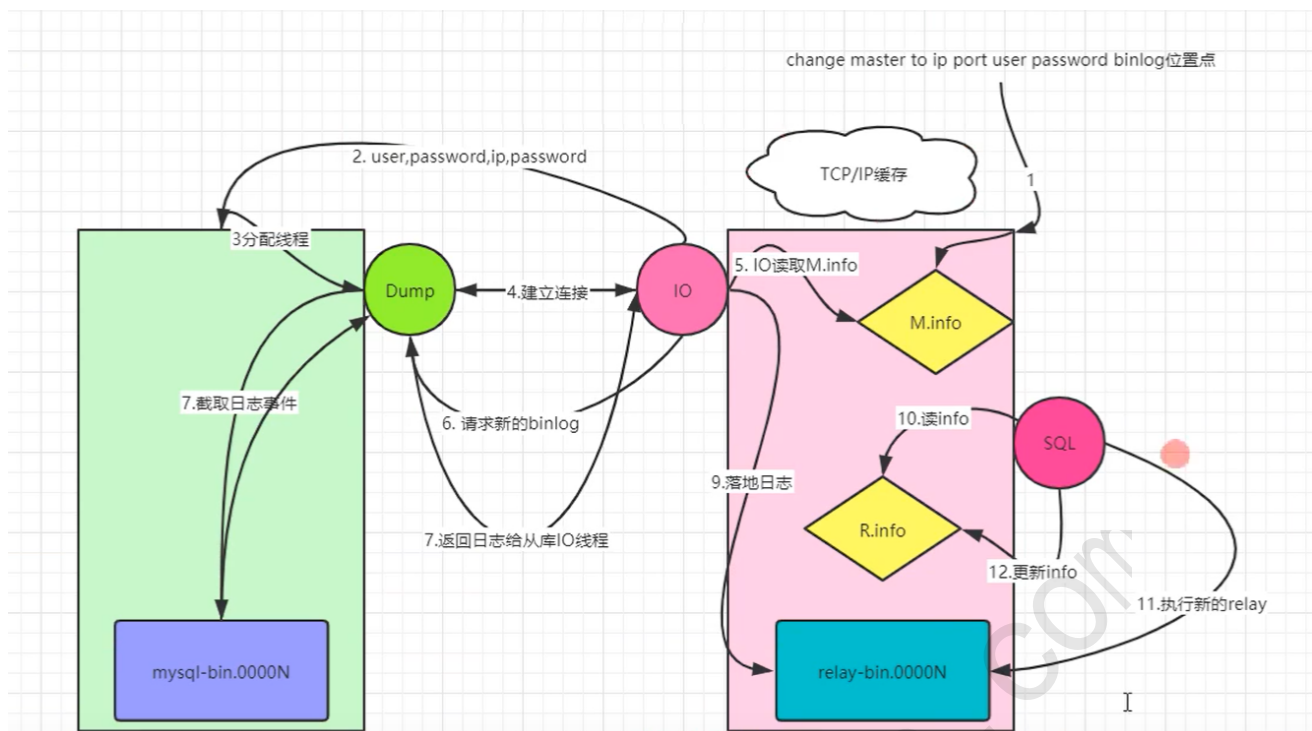 change master to ip port user password binlog位置点
2. user,password,ip,password
TCP/IP缓存
1
3分配线程
5. IO读取M.info
Dump
4.建立连接
IO
M.info
7.截取日志事件
6. 请求新的binlog
10.读info
SQL
9.落地日志
R.info
7.返回日志给从库IO线程
12.更新info
11.执行新的relay
mysql-bin.0000N
relay-bin.0000N
com